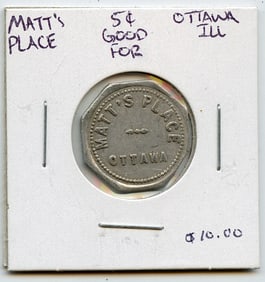 MATT'S
PLACE
5¢
GOOD
FOR
OTTAWA
ILL
MATT'S PLACE
OTTAWA
$10.00